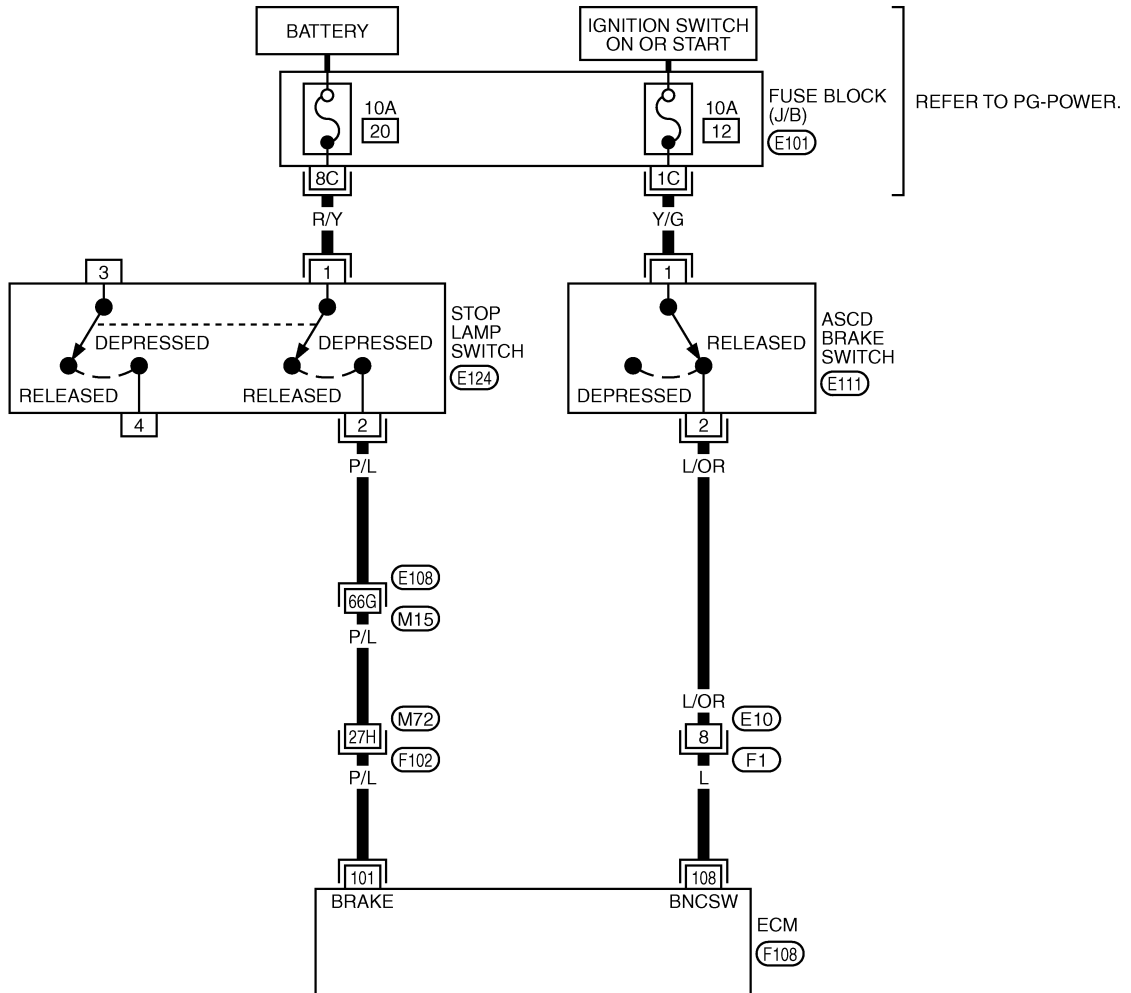 BATTERY
IGNITION SWITCH
ON OR START
10A
20
10A
12
FUSE BLOCK
(J/B)
E101
REFER TO PG-POWER.
8C
1C
R/Y
Y/G
3
1
1
DEPRESSED
RELEASED
DEPRESSED
RELEASED
STOP
LAMP
SWITCH
E124
RELEASED
DEPRESSED
ASCD
BRAKE
SWITCH
E111
4
2
2
P/L
L/OR
66G
E108
M15
P/L
L/OR
27H
M72
F102
8
E10
F1
P/L
L
101
108
BRAKE
BNCSW
ECM
F108